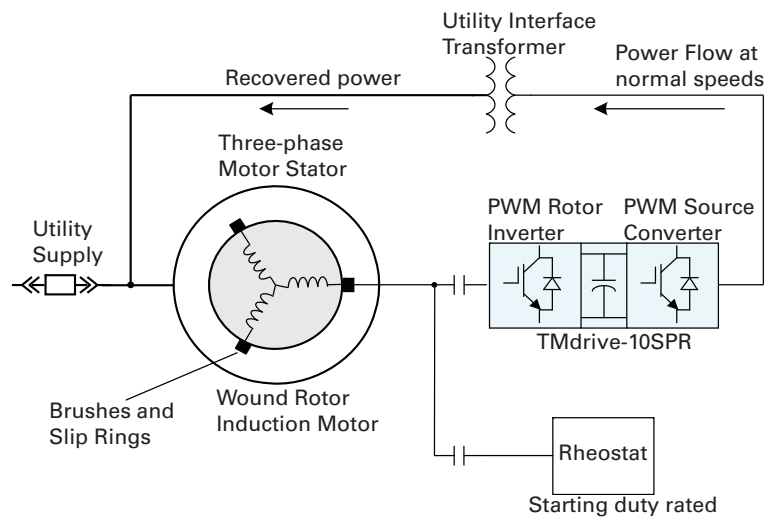 Utility Interface
Transformer
Power Flow at
normal speeds
Recovered power
Three-phase
Motor Stator
Utility
Supply
PWM Rotor
Inverter
PWM Source
Converter
TMdrive-10SPR
Brushes and
Slip Rings
Wound Rotor
Induction Motor
Rheostat
Starting duty rated